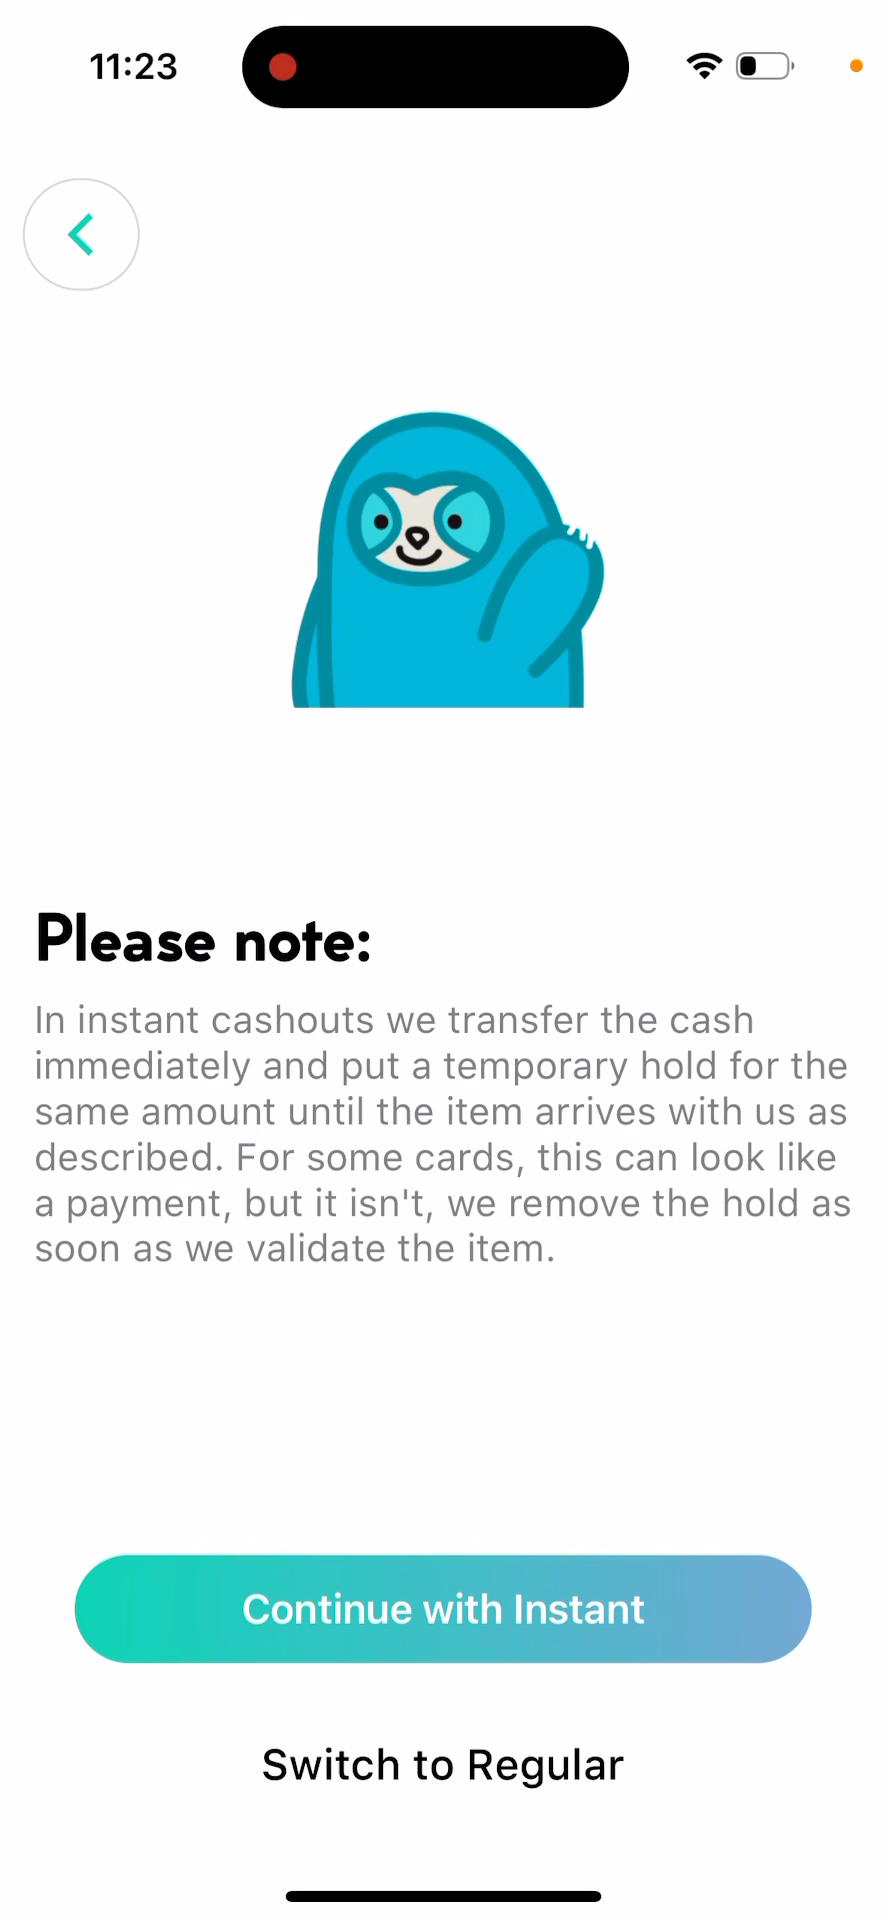 11:23
Please note:
In instant cashouts we transfer the cash
immediately and put a temporary hold for the
same amount until the item arrives with us as
described. For some cards, this can look like
a payment, but it isn't, we remove the hold as
soon as we validate the item.
Continue with Instant
Switch to Regular